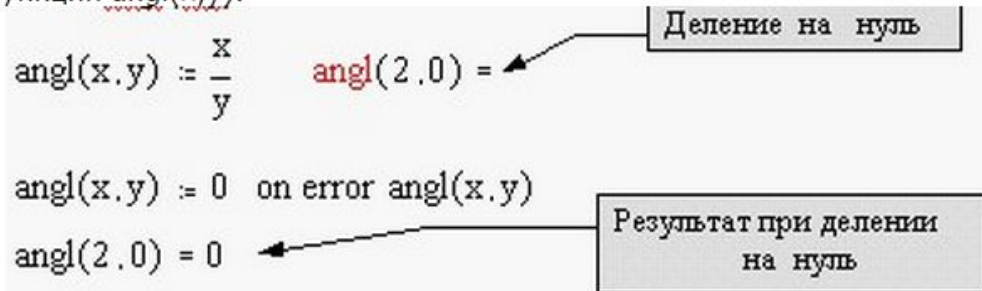 Деление на нуль
angl(x,y) := x/y angl(2,0) =
angl(x,y) := 0 on error angl(x,y)
angl(2,0) = 0
Результат при делении
на нуль